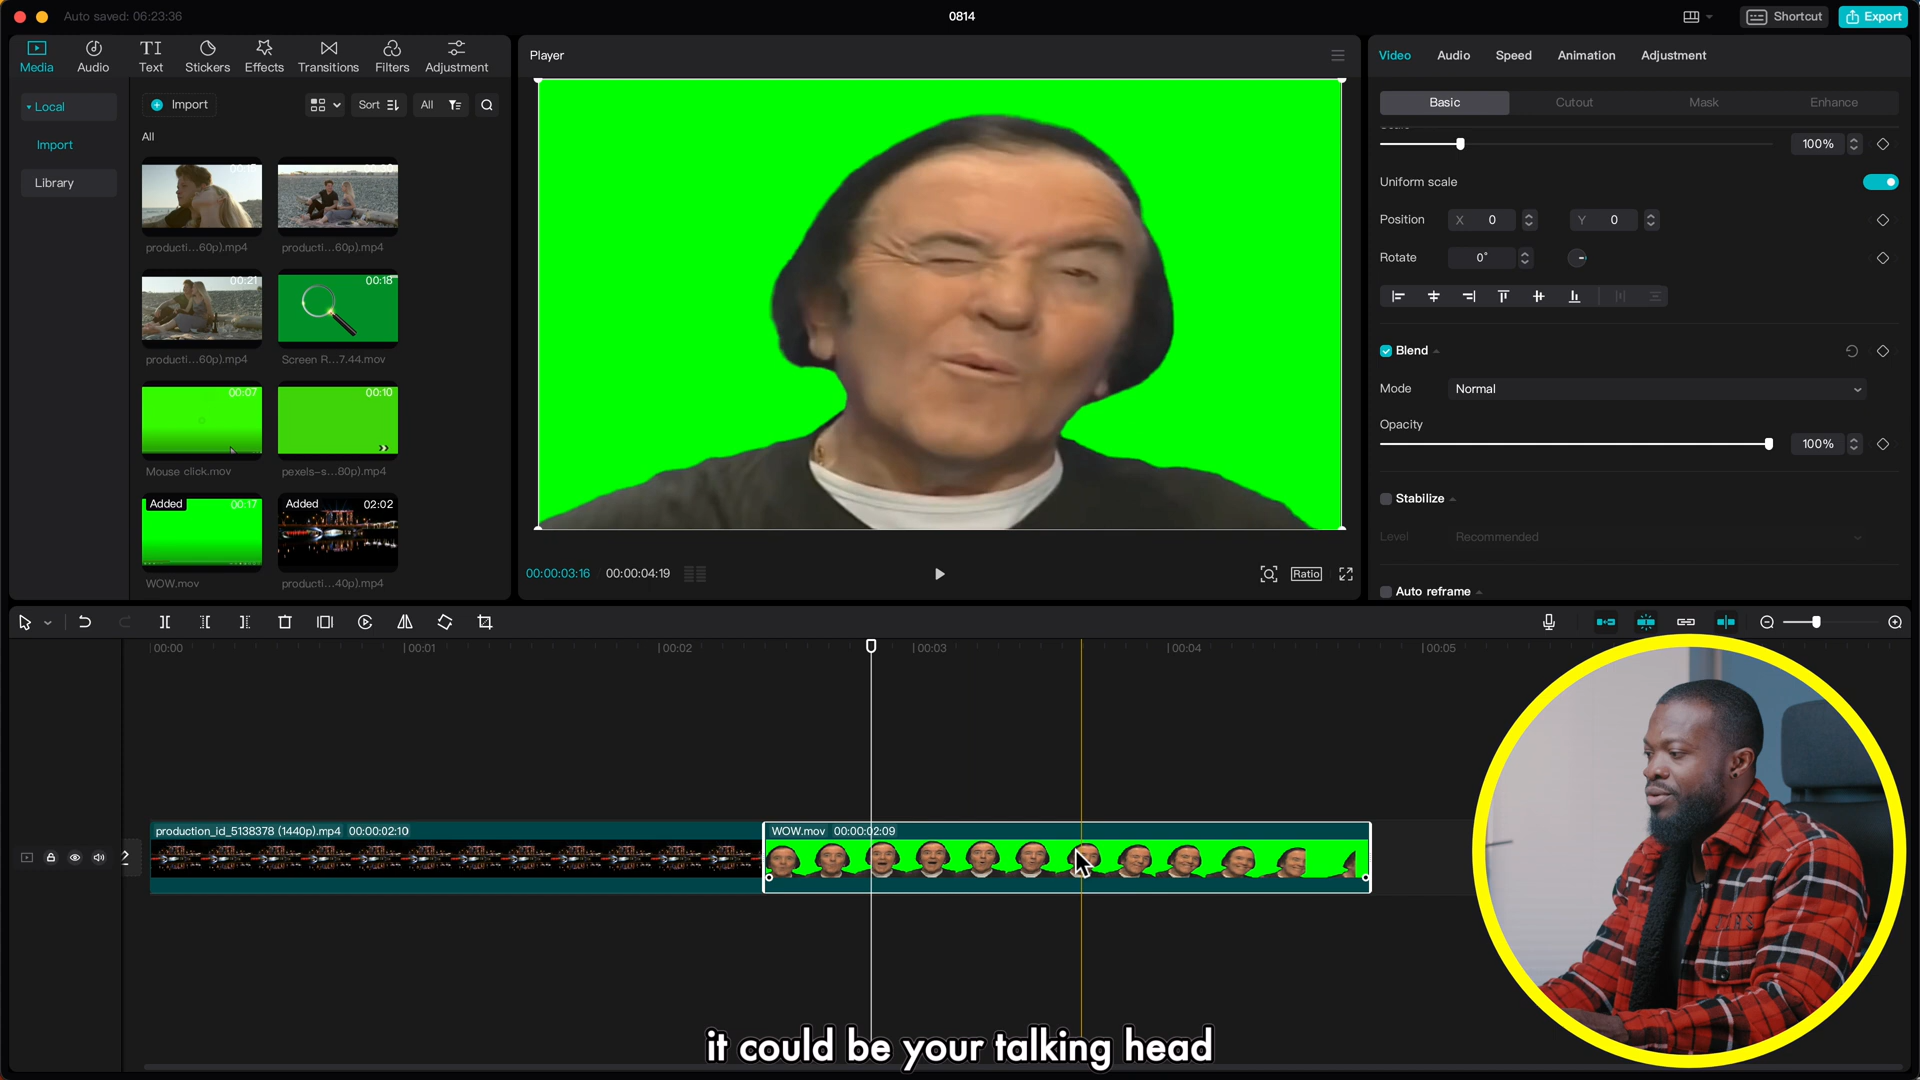 Auto saved: 06:23:36
0814
Shortcut
Export
Media
Audio
Text
Stickers
Effects
Transitions
Filters
Adjustment
Local
Import
Library
Import
Sort
All
All
producti...60p).mp4
producti...60p).mp4
00:21
producti...60p).mp4
00:18
Screen R...7.44.mov
00:07
Mouse click.mov
00:10
pexels-s...80p).mp4
Added
00:17
WOW.mov
Added
02:02
producti...40p).mp4
Player
00:00:03:16
00:00:04:19
Ratio
Video
Audio
Speed
Animation
Adjustment
Basic
Cutout
Mask
Enhance
100%
Uniform scale
Position
X
0
Y
0
Rotate
0°
Blend
Mode
Normal
Opacity
100%
Stabilize
Level
Recommended
Auto reframe
00:00
00:01
00:02
00:03
00:04
00:05
production_id_5138378 (1440p).mp4 00:00:02:10
WOW.mov 00:00:02:09
it could be your talking head